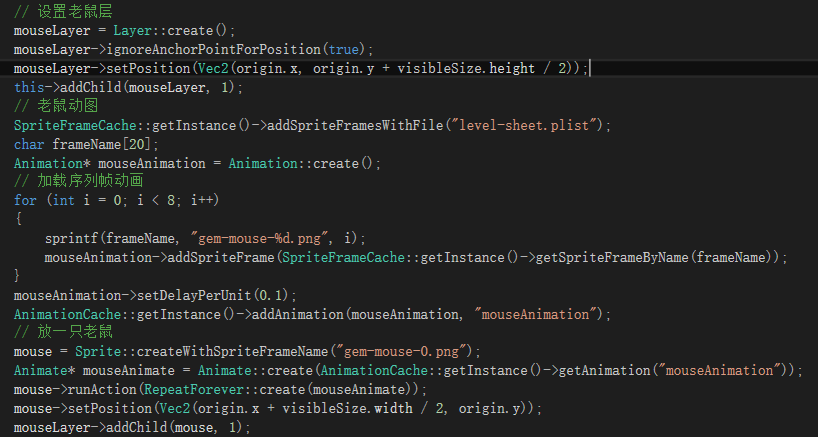 // 设置老鼠层
mouseLayer = Layer::create();
mouseLayer->ignoreAnchorPointForPosition(true);
mouseLayer->setPosition(Vec2(origin.x, origin.y + visibleSize.height / 2));
this->addChild(mouseLayer, 1);
// 老鼠动图
SpriteFrameCache::getInstance()->addSpriteFramesWithFile("level-sheet.plist");
char frameName[20];
Animation* mouseAnimation = Animation::create();
// 加载序列帧动画
for (int i = 0; i < 8; i++)
{
    sprintf(frameName, "gem-mouse-%d.png", i);
    mouseAnimation->addSpriteFrame(SpriteFrameCache::getInstance()->getSpriteFrameByName(frameName));
}
mouseAnimation->setDelayPerUnit(0.1);
AnimationCache::getInstance()->addAnimation(mouseAnimation, "mouseAnimation");
// 放一只老鼠
mouse = Sprite::createWithSpriteFrameName("gem-mouse-0.png");
Animate* mouseAnimate = Animate::create(AnimationCache::getInstance()->getAnimation("mouseAnimation"));
mouse->runAction(RepeatForever::create(mouseAnimate));
mouse->setPosition(Vec2(origin.x + visibleSize.width / 2, origin.y));
mouseLayer->addChild(mouse, 1);